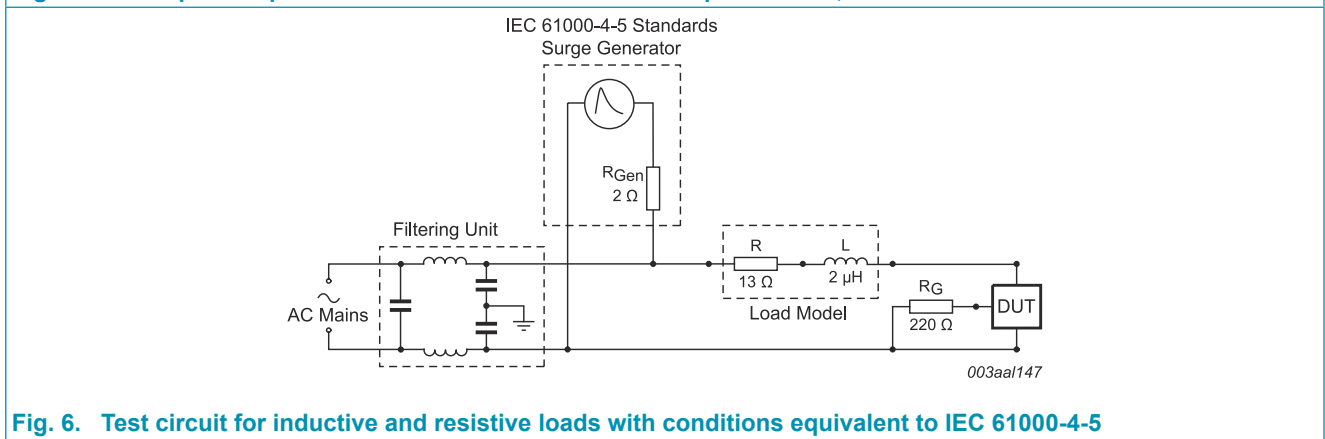 IEC 61000-4-5 Standards
Surge Generator
RGen
2 Ω
Filtering Unit
AC Mains
R
13 Ω
L
2 μH
Load Model
RG
220 Ω
DUT
003aal147
Fig. 6. Test circuit for inductive and resistive loads with conditions equivalent to IEC 61000-4-5